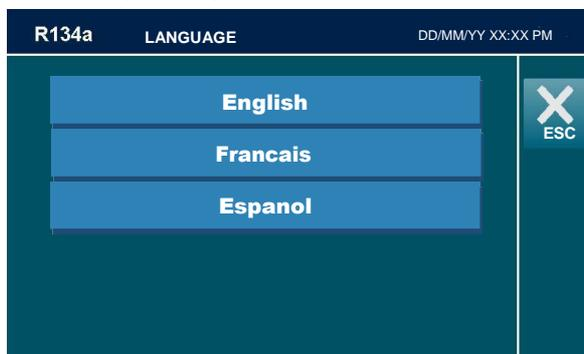 R134a LANGUAGE DD/MM/YY XX:XX PM
English
ESC
Francais
Espanol